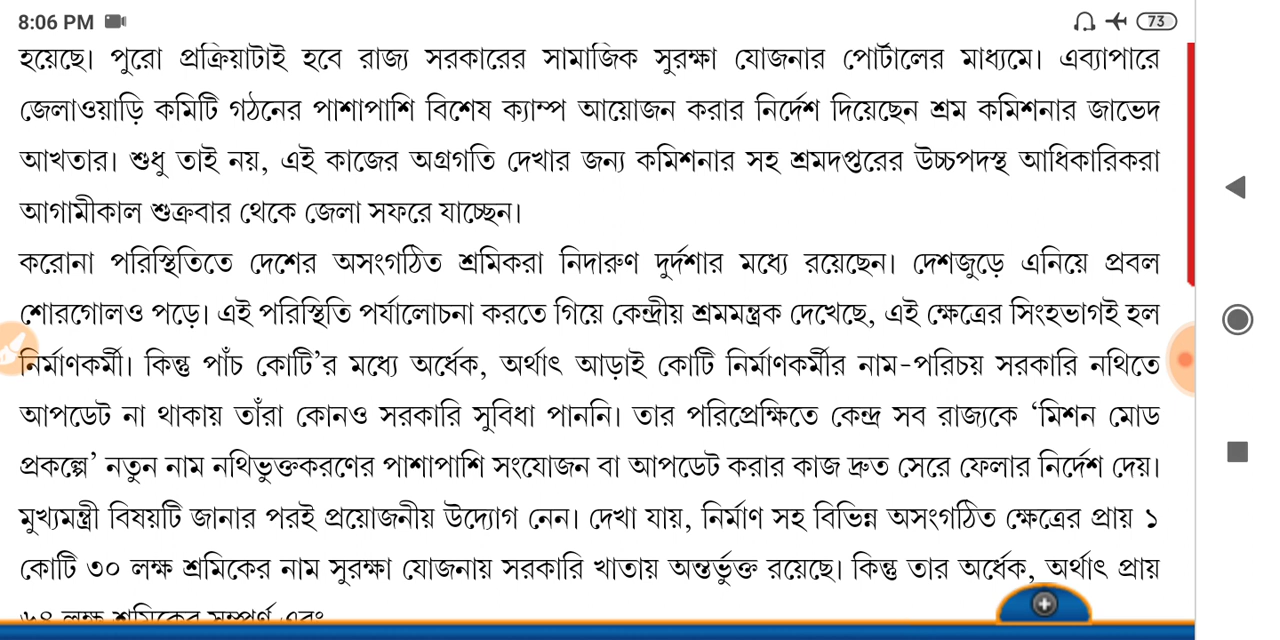 8:06 PM
73
হয়েছে। পুরো প্রক্রিয়াটাই হবে রাজ্য সরকারের সামাজিক সুরক্ষা যোজনার পোর্টালের মাধ্যমে। এব্যাপারে
জেলাওয়াড়ি কমিটি গঠনের পাশাপাশি বিশেষ ক্যাম্প আয়োজন করার নির্দেশ দিয়েছেন শ্রম কমিশনার জাভেদ
আখতার। শুধু তাই নয়, এই কাজের অগ্রগতি দেখার জন্য কমিশনার সহ শ্রমদপ্তরের উচ্চপদস্থ আধিকারিকরা
আগামীকাল শুক্রবার থেকে জেলা সফরে যাচ্ছেন।
করোনা পরিস্থিতিতে দেশের অসংগঠিত শ্রমিকরা নিদারুণ দুর্দশার মধ্যে রয়েছেন। দেশজুড়ে এনিয়ে প্রবল
শোরগোলও পড়ে। এই পরিস্থিতি পর্যালোচনা করতে গিয়ে কেন্দ্রীয় শ্রমমন্ত্রক দেখেছে, এই ক্ষেত্রের সিংহভাগই হল
নির্মাণকর্মী। কিন্তু পাঁচ কোটি’র মধ্যে অর্ধেক, অর্থাৎ আড়াই কোটি নির্মাণকর্মীর নাম-পরিচয় সরকারি নথিতে
আপডেট না থাকায় তাঁরা কোনও সরকারি সুবিধা পাননি। তার পরিপ্রেক্ষিতে কেন্দ্র সব রাজ্যকে ‘মিশন মোড
প্রকল্পে’ নতুন নাম নথিভুক্তকরণের পাশাপাশি সংযোজন বা আপডেট করার কাজ দ্রুত সেরে ফেলার নির্দেশ দেয়।
মুখ্যমন্ত্রী বিষয়টি জানার পরই প্রয়োজনীয় উদ্যোগ নেন। দেখা যায়, নির্মাণ সহ বিভিন্ন অসংগঠিত ক্ষেত্রের প্রায় ১
কোটি ৩০ লক্ষ শ্রমিকের নাম সুরক্ষা যোজনায় সরকারি খাতায় অন্তর্ভুক্ত রয়েছে। কিন্তু তার অর্ধেক, অর্থাৎ প্রায়
লক্ষ শ্রমিকের সম্পূর্ণ এবং